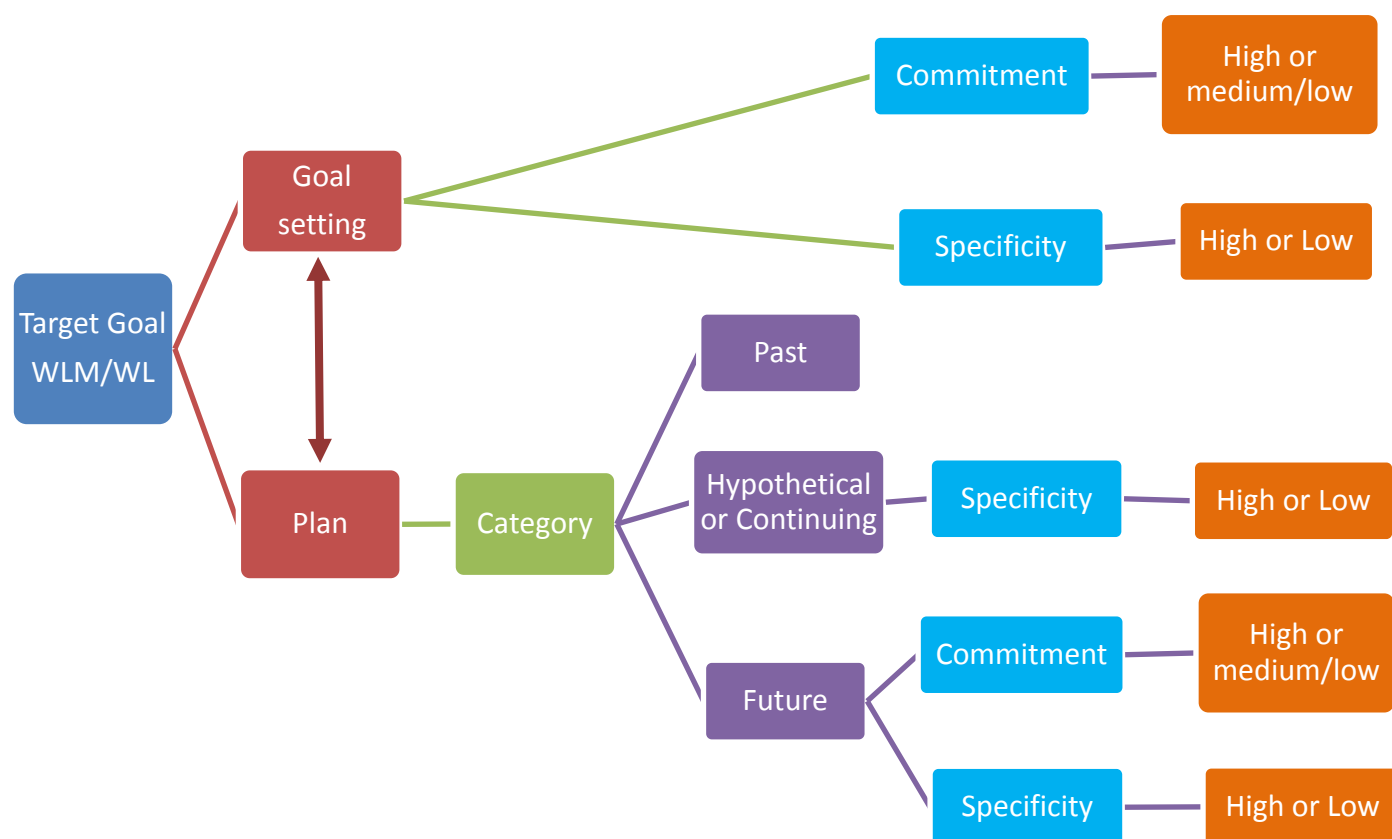 Commitment
High or
medium/low
Goal
setting
Specificity
High or Low
Target Goal
WLM/WL
Past
Hypothetical
or Continuing
Specificity
High or Low
Plan
Category
Commitment
High or
medium/low
Future
Specificity
High or Low